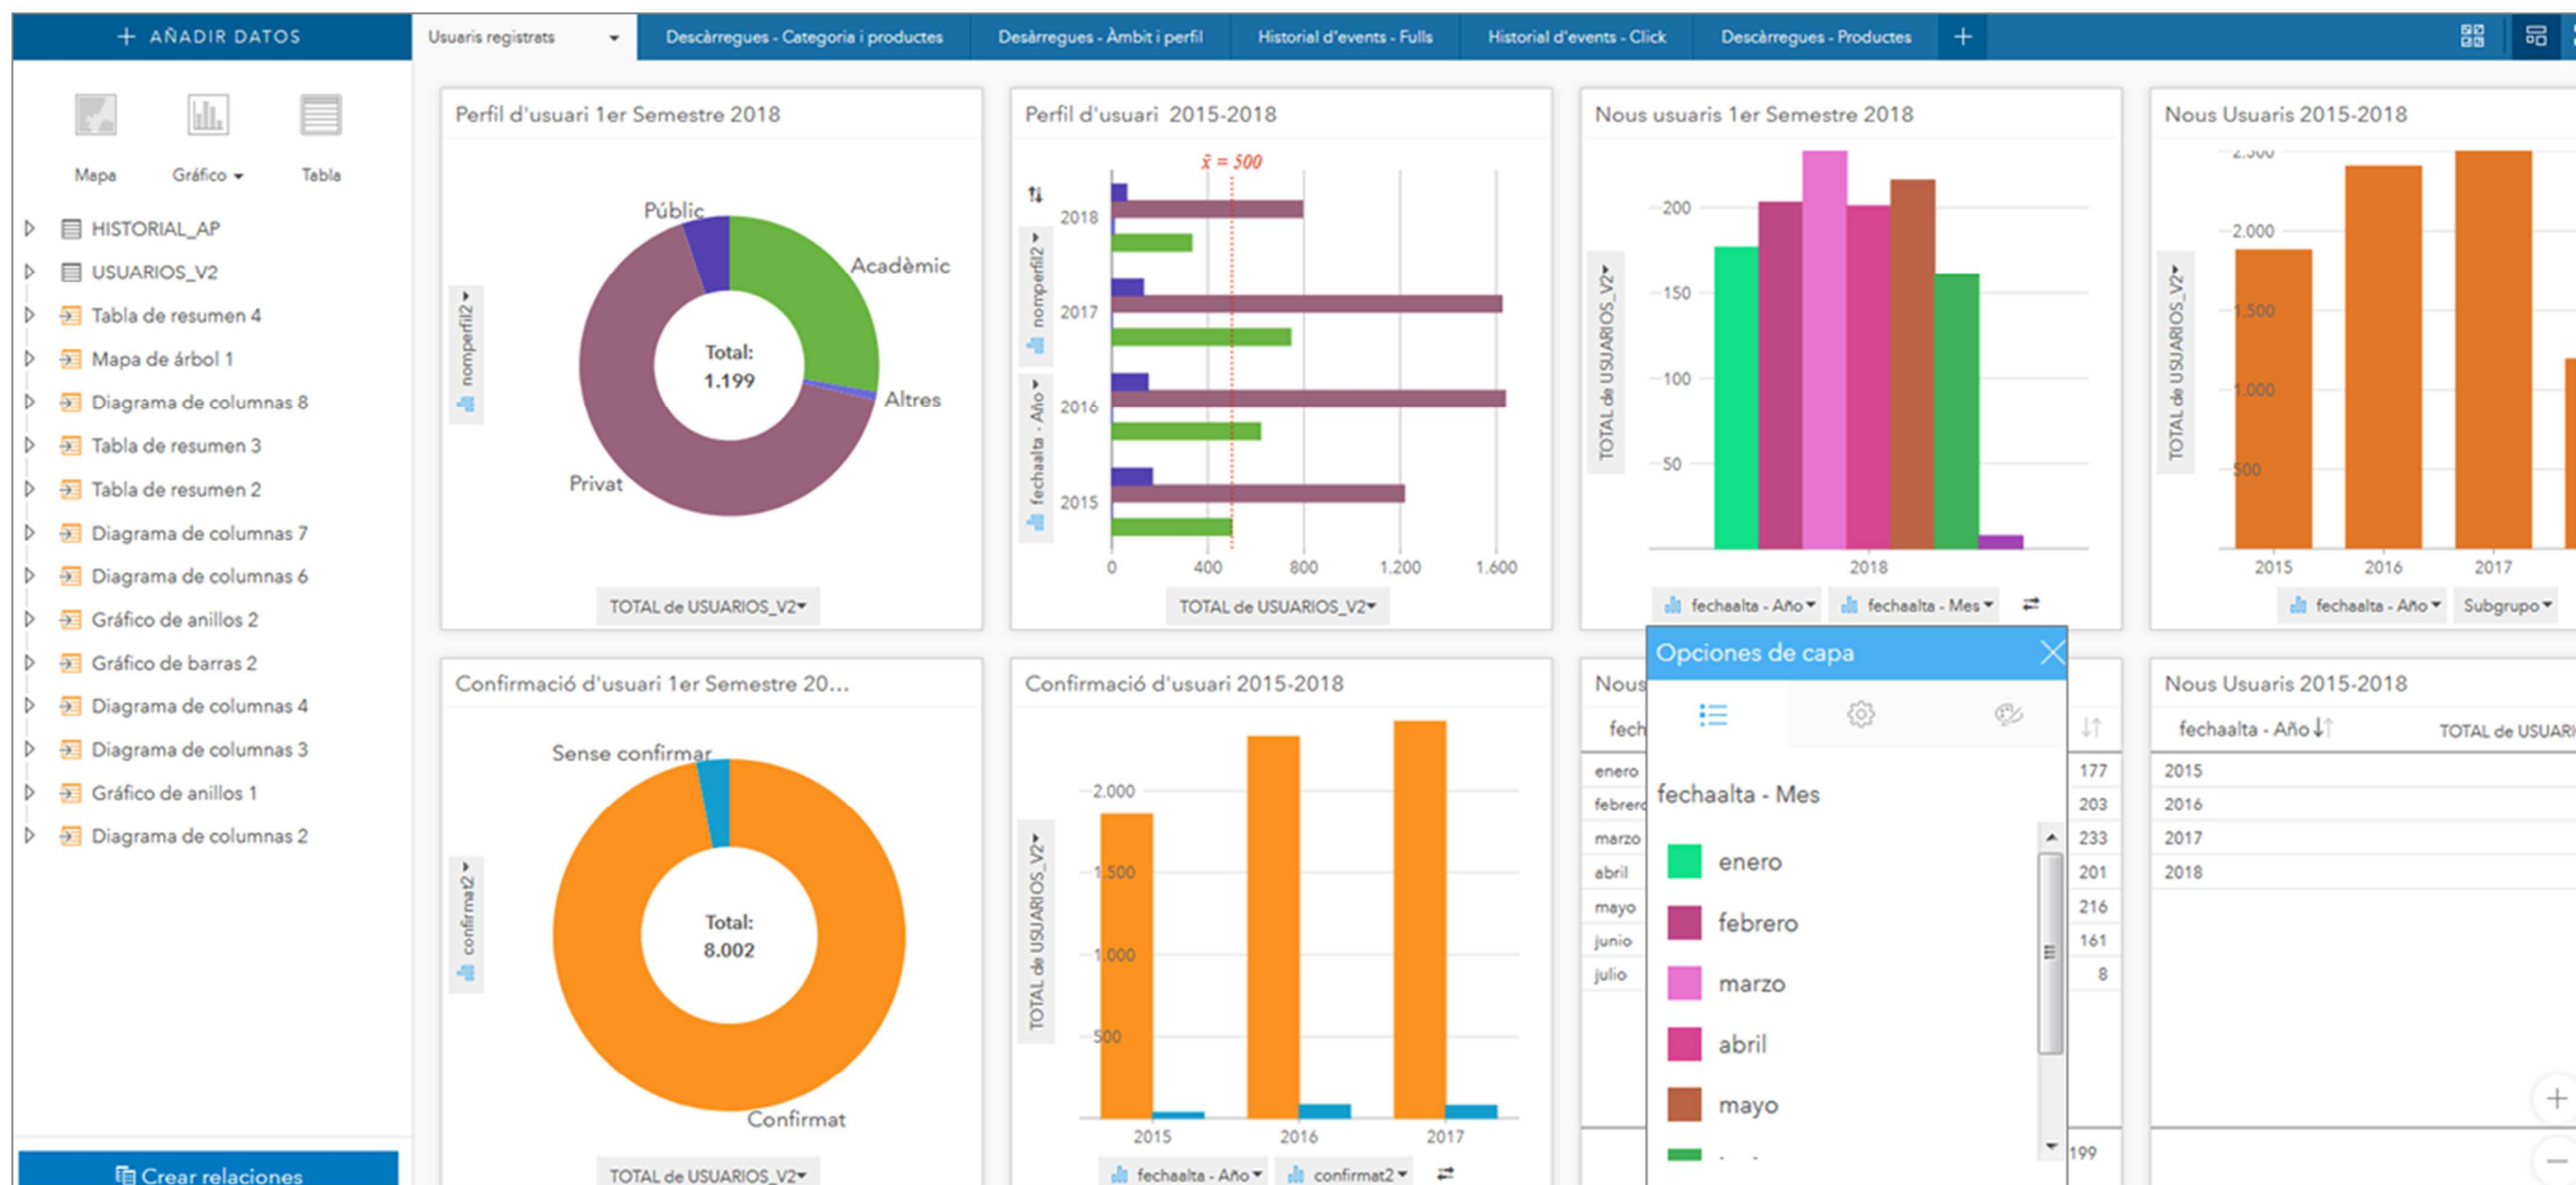 + AÑADIR DATOS
Usuaris registrats
Descàrregues - Categoria i productes
Desàrregues - Àmbit i perfil
Historial d'events - Fulls
Historial d'events - Click
Descàrregues - Productes
+
Mapa
Gráfico
Tabla
HISTORIAL_AP
USUARIOS_V2
Tabla de resumen 4
Mapa de árbol 1
Diagrama de columnas 8
Tabla de resumen 3
Tabla de resumen 2
Diagrama de columnas 7
Diagrama de columnas 6
Gráfico de anillos 2
Gráfico de barras 2
Diagrama de columnas 4
Diagrama de columnas 3
Gráfico de anillos 1
Diagrama de columnas 2
Crear relaciones
Perfil d'usuari 1er Semestre 2018
Públic
Acadèmic
Altres
Privat
Total:
1.199
nomperfil2
TOTAL de USUARIOS_V2
Perfil d'usuari 2015-2018
x̄ = 500
nomperfil2
fechaalta - Año
2018
2017
2016
2015
0 400 800 1.200 1.600
TOTAL de USUARIOS_V2
Nous usuaris 1er Semestre 2018
TOTAL de USUARIOS_V2
200
150
100
50
2018
fechaalta - Año
fechaalta - Mes
Nous Usuaris 2015-2018
TOTAL de USUARIOS_V2
2.500
2.000
1.500
1.000
500
2015 2016 2017
fechaalta - Año
Subgrupo
Confirmació d'usuari 1er Semestre 20...
Sense confirmar
Confirmat
Total:
8.002
confirmat2
TOTAL de USUARIOS_V2
Confirmació d'usuari 2015-2018
TOTAL de USUARIOS_V2
2.000
1.500
1.000
500
2015 2016 2017
fechaalta - Año
confirmat2
Nous
fech
enero 177
febrero 203
marzo 233
abril 201
mayo 216
junio 161
julio 8
199
Opciones de capa
fechaalta - Mes
enero
febrero
marzo
abril
mayo
Nous Usuaris 2015-2018
fechaalta - Año
TOTAL de USUARI
2015
2016
2017
2018
+
−